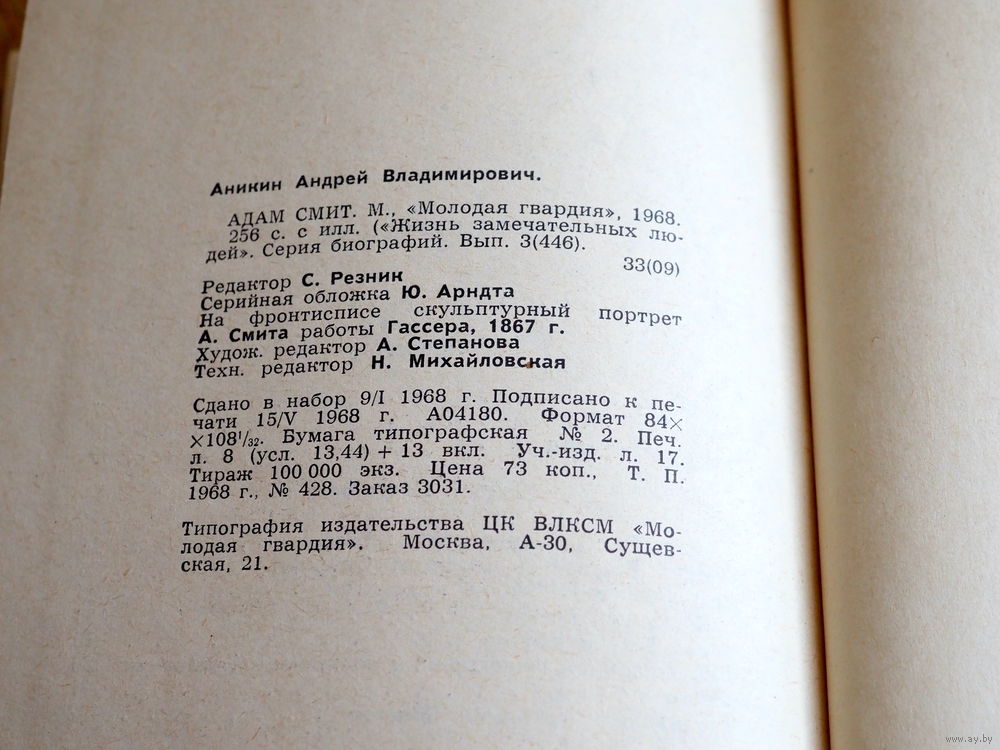 Аникин Андрей Владимирович.
АДАМ СМИТ. М., «Молодая гвардия», 1968.
256 с. с илл. («Жизнь замечательных лю-
дей». Серия биографий. Вып. 3(446).
33(09)
Редактор С. Резник
Серийная обложка Ю. Арндта
На фронтисписе скульптурный портрет
А. Смита работы Гассера, 1867 г.
Худож. редактор А. Степанова
Техн. редактор Н. Михайловская
Сдано в набор 9/I 1968 г. Подписано к пе-
чати 15/V 1968 г. А04180. Формат 84×
×108¹/₃₂. Бумага типографская № 2. Печ.
л. 8 (усл. 13,44) + 13 вкл. Уч.-изд. л. 17.
Тираж 100 000 экз. Цена 73 коп., Т. П.
1968 г., № 428. Заказ 3031.
Типография издательства ЦК ВЛКСМ «Мо-
лодая гвардия». Москва, А-30, Сущев-
ская, 21.
www.ay.by